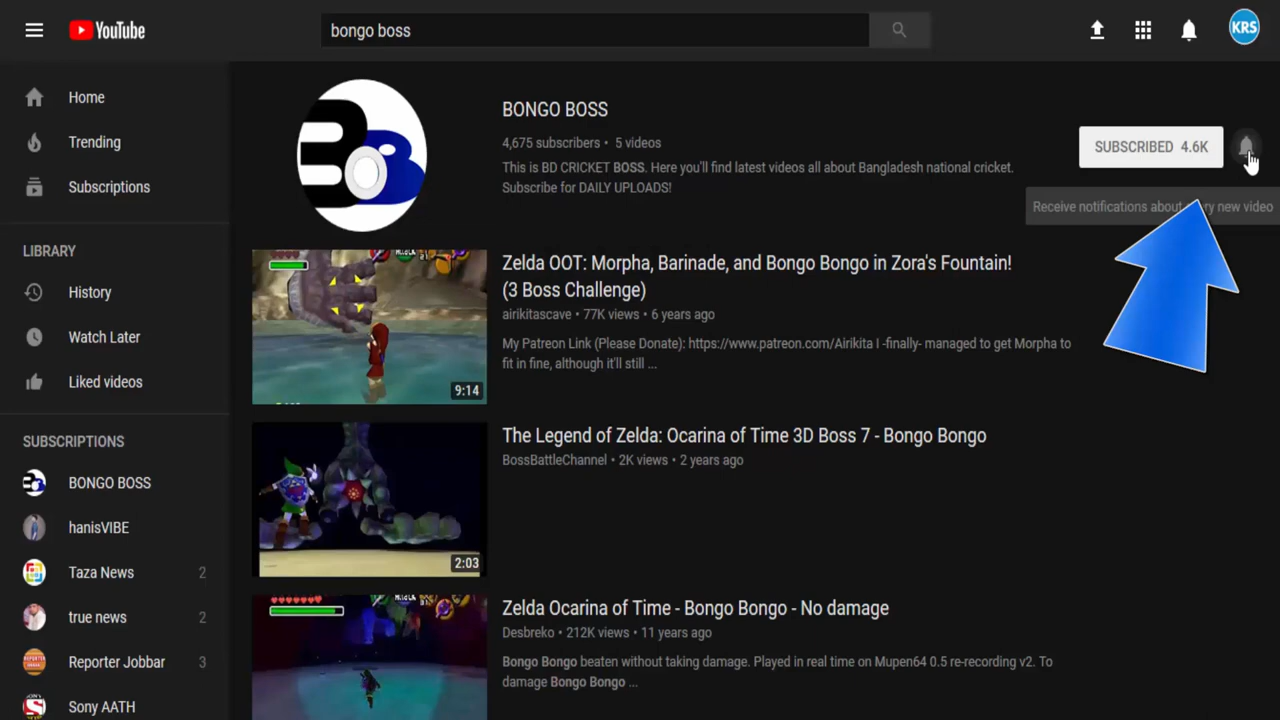 YouTube
bongo boss
KRS
Home
Trending
Subscriptions
LIBRARY
History
Watch Later
Liked videos
SUBSCRIPTIONS
BONGO BOSS
hanisVIBE
Taza News 2
true news 2
Reporter Jobbar 3
Sony AATH
BONGO BOSS
4,675 subscribers • 5 videos
This is BD CRICKET BOSS. Here you'll find latest videos all about Bangladesh national cricket.
Subscribe for DAILY UPLOADS!
SUBSCRIBED 4.6K
Receive notifications about new video
Zelda OOT: Morpha, Barinade, and Bongo Bongo in Zora's Fountain!
(3 Boss Challenge)
airikitascave • 77K views • 6 years ago
My Patreon Link (Please Donate): https://www.patreon.com/Airikita I -finally- managed to get Morpha to
fit in fine, although it'll still ...
9:14
The Legend of Zelda: Ocarina of Time 3D Boss 7 - Bongo Bongo
BossBattleChannel • 2K views • 2 years ago
2:03
Zelda Ocarina of Time - Bongo Bongo - No damage
Desbreko • 212K views • 11 years ago
Bongo Bongo beaten without taking damage. Played in real time on Mupen64 0.5 re-recording v2. To
damage Bongo Bongo ...